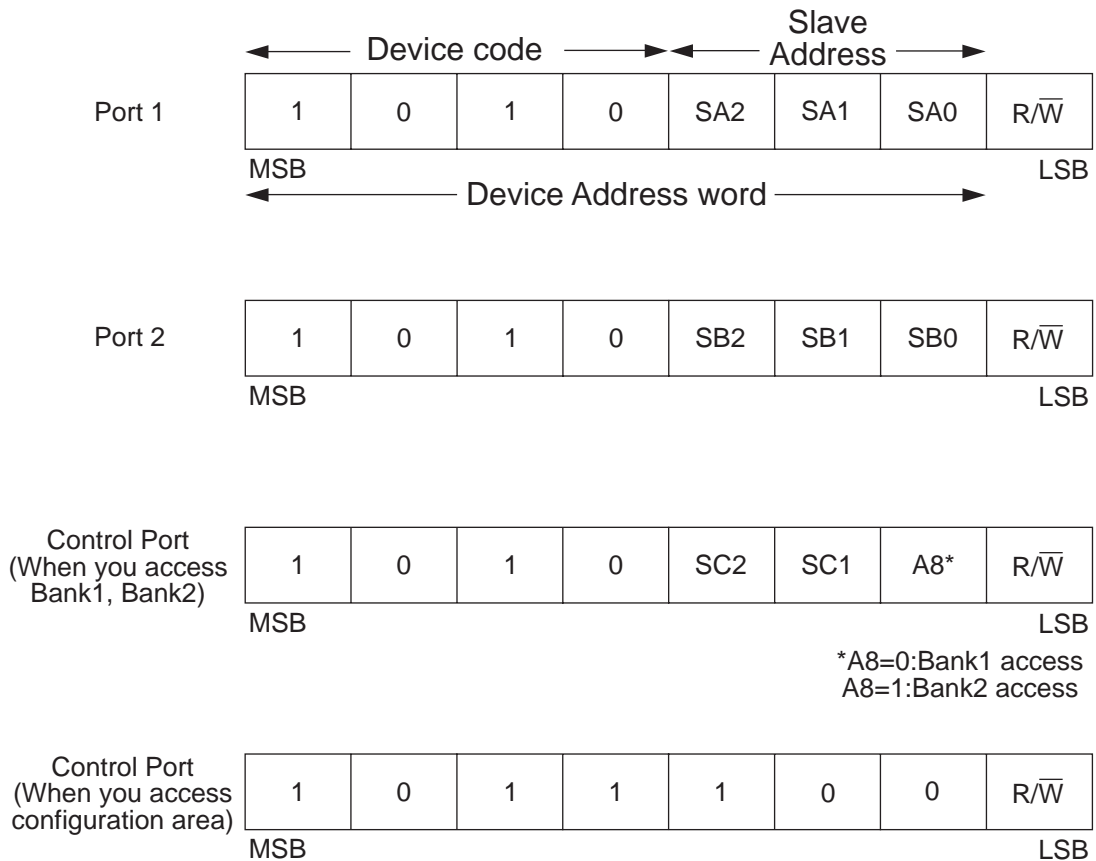 Device code
Slave
Address
Port 1
1 0 1 0 SA2 SA1 SA0 R/W̅
MSB LSB
Device Address word
Port 2
1 0 1 0 SB2 SB1 SB0 R/W̅
MSB LSB
Control Port
(When you access
Bank1, Bank2)
1 0 1 0 SC2 SC1 A8* R/W̅
MSB LSB
*A8=0:Bank1 access
A8=1:Bank2 access
Control Port
(When you access
configuration area)
1 0 1 1 1 0 0 R/W̅
MSB LSB